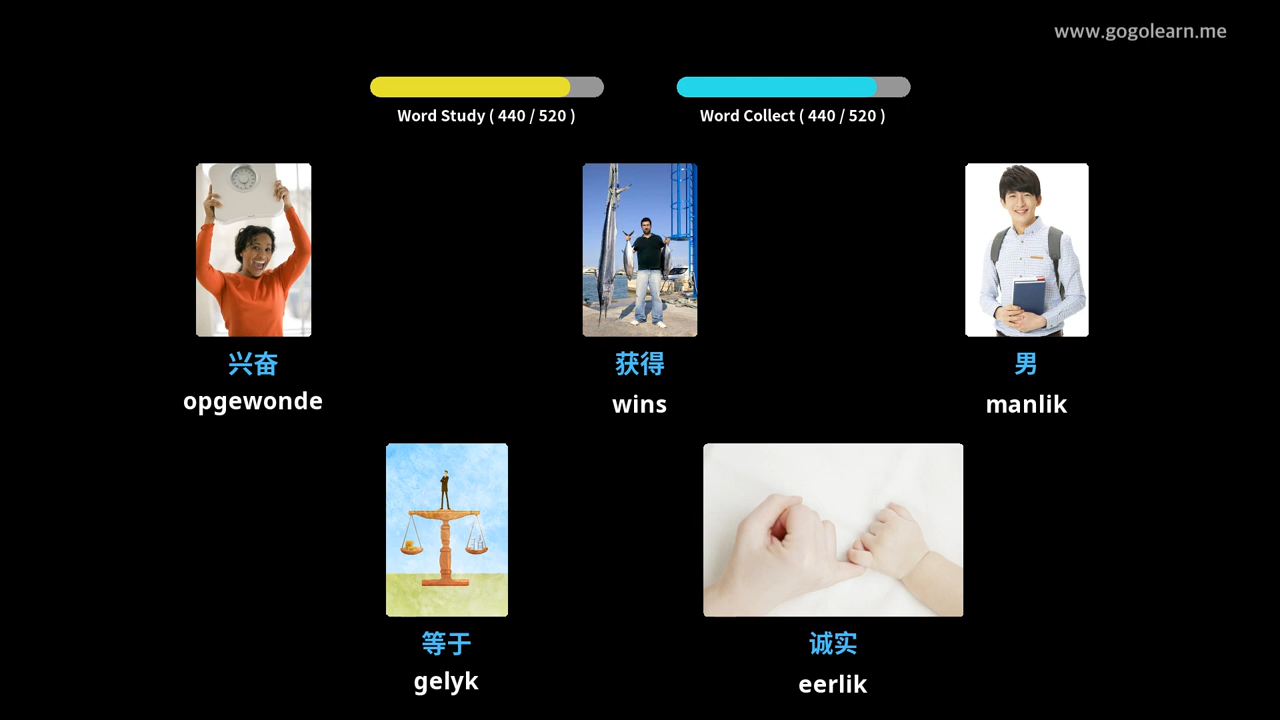 www.gogolearn.me
Word Study ( 440 / 520 )
Word Collect ( 440 / 520 )
兴奋
获得
男
opgewonde
wins
manlik
等于
诚实
gelyk
eerlik